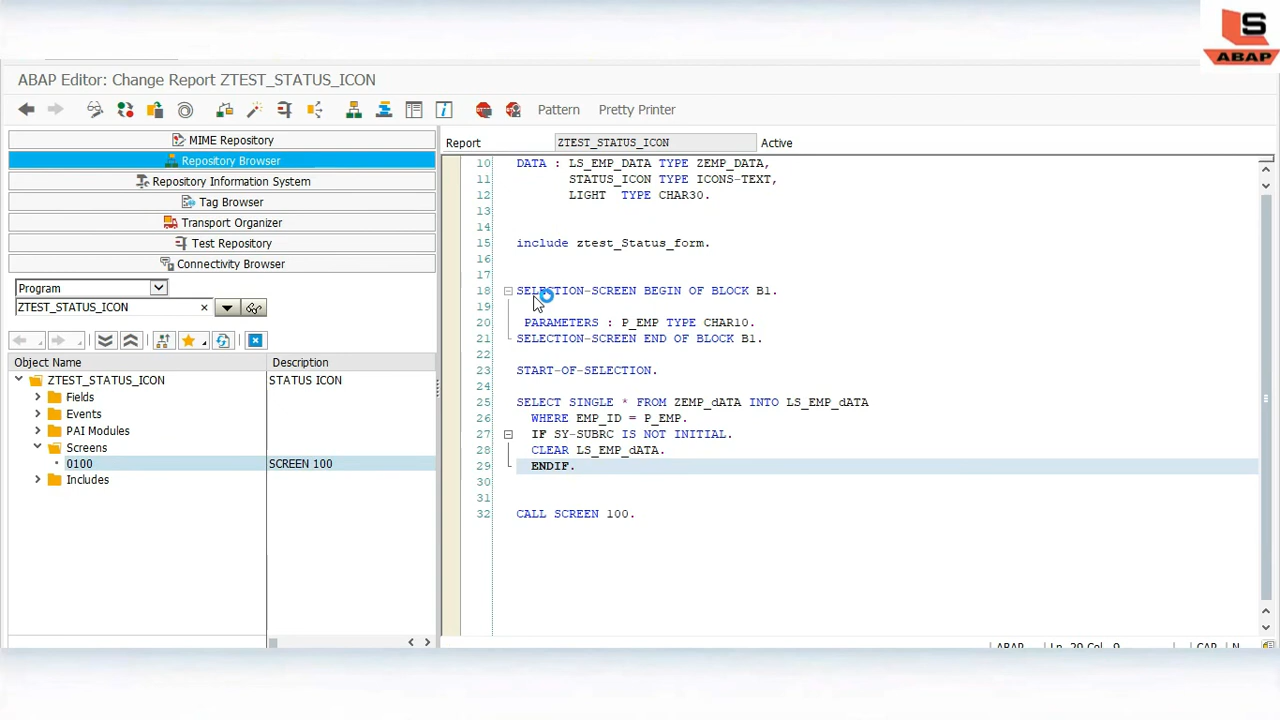 S
ABAP
ABAP Editor: Change Report ZTEST_STATUS_ICON
Pattern Pretty Printer
MIME Repository
Repository Browser
Repository Information System
Tag Browser
Transport Organizer
Test Repository
Connectivity Browser
Program
ZTEST_STATUS_ICON
Object Name Description
ZTEST_STATUS_ICON STATUS ICON
Fields
Events
PAI Modules
Screens
0100 SCREEN 100
Includes
Report ZTEST_STATUS_ICON Active
10 DATA : LS_EMP_DATA TYPE ZEMP_DATA,
11 STATUS_ICON TYPE ICONS-TEXT,
12 LIGHT TYPE CHAR30.
13
14
15 include ztest_Status_form.
16
17
18 SELECTION-SCREEN BEGIN OF BLOCK B1.
19
20 PARAMETERS : P_EMP TYPE CHAR10.
21 SELECTION-SCREEN END OF BLOCK B1.
22
23 START-OF-SELECTION.
24
25 SELECT SINGLE * FROM ZEMP_dATA INTO LS_EMP_dATA
26 WHERE EMP_ID = P_EMP.
27 IF SY-SUBRC IS NOT INITIAL.
28 CLEAR LS_EMP_dATA.
29 ENDIF.
30
31
32 CALL SCREEN 100.
ABAP Ln 29 Col 9 CAP N